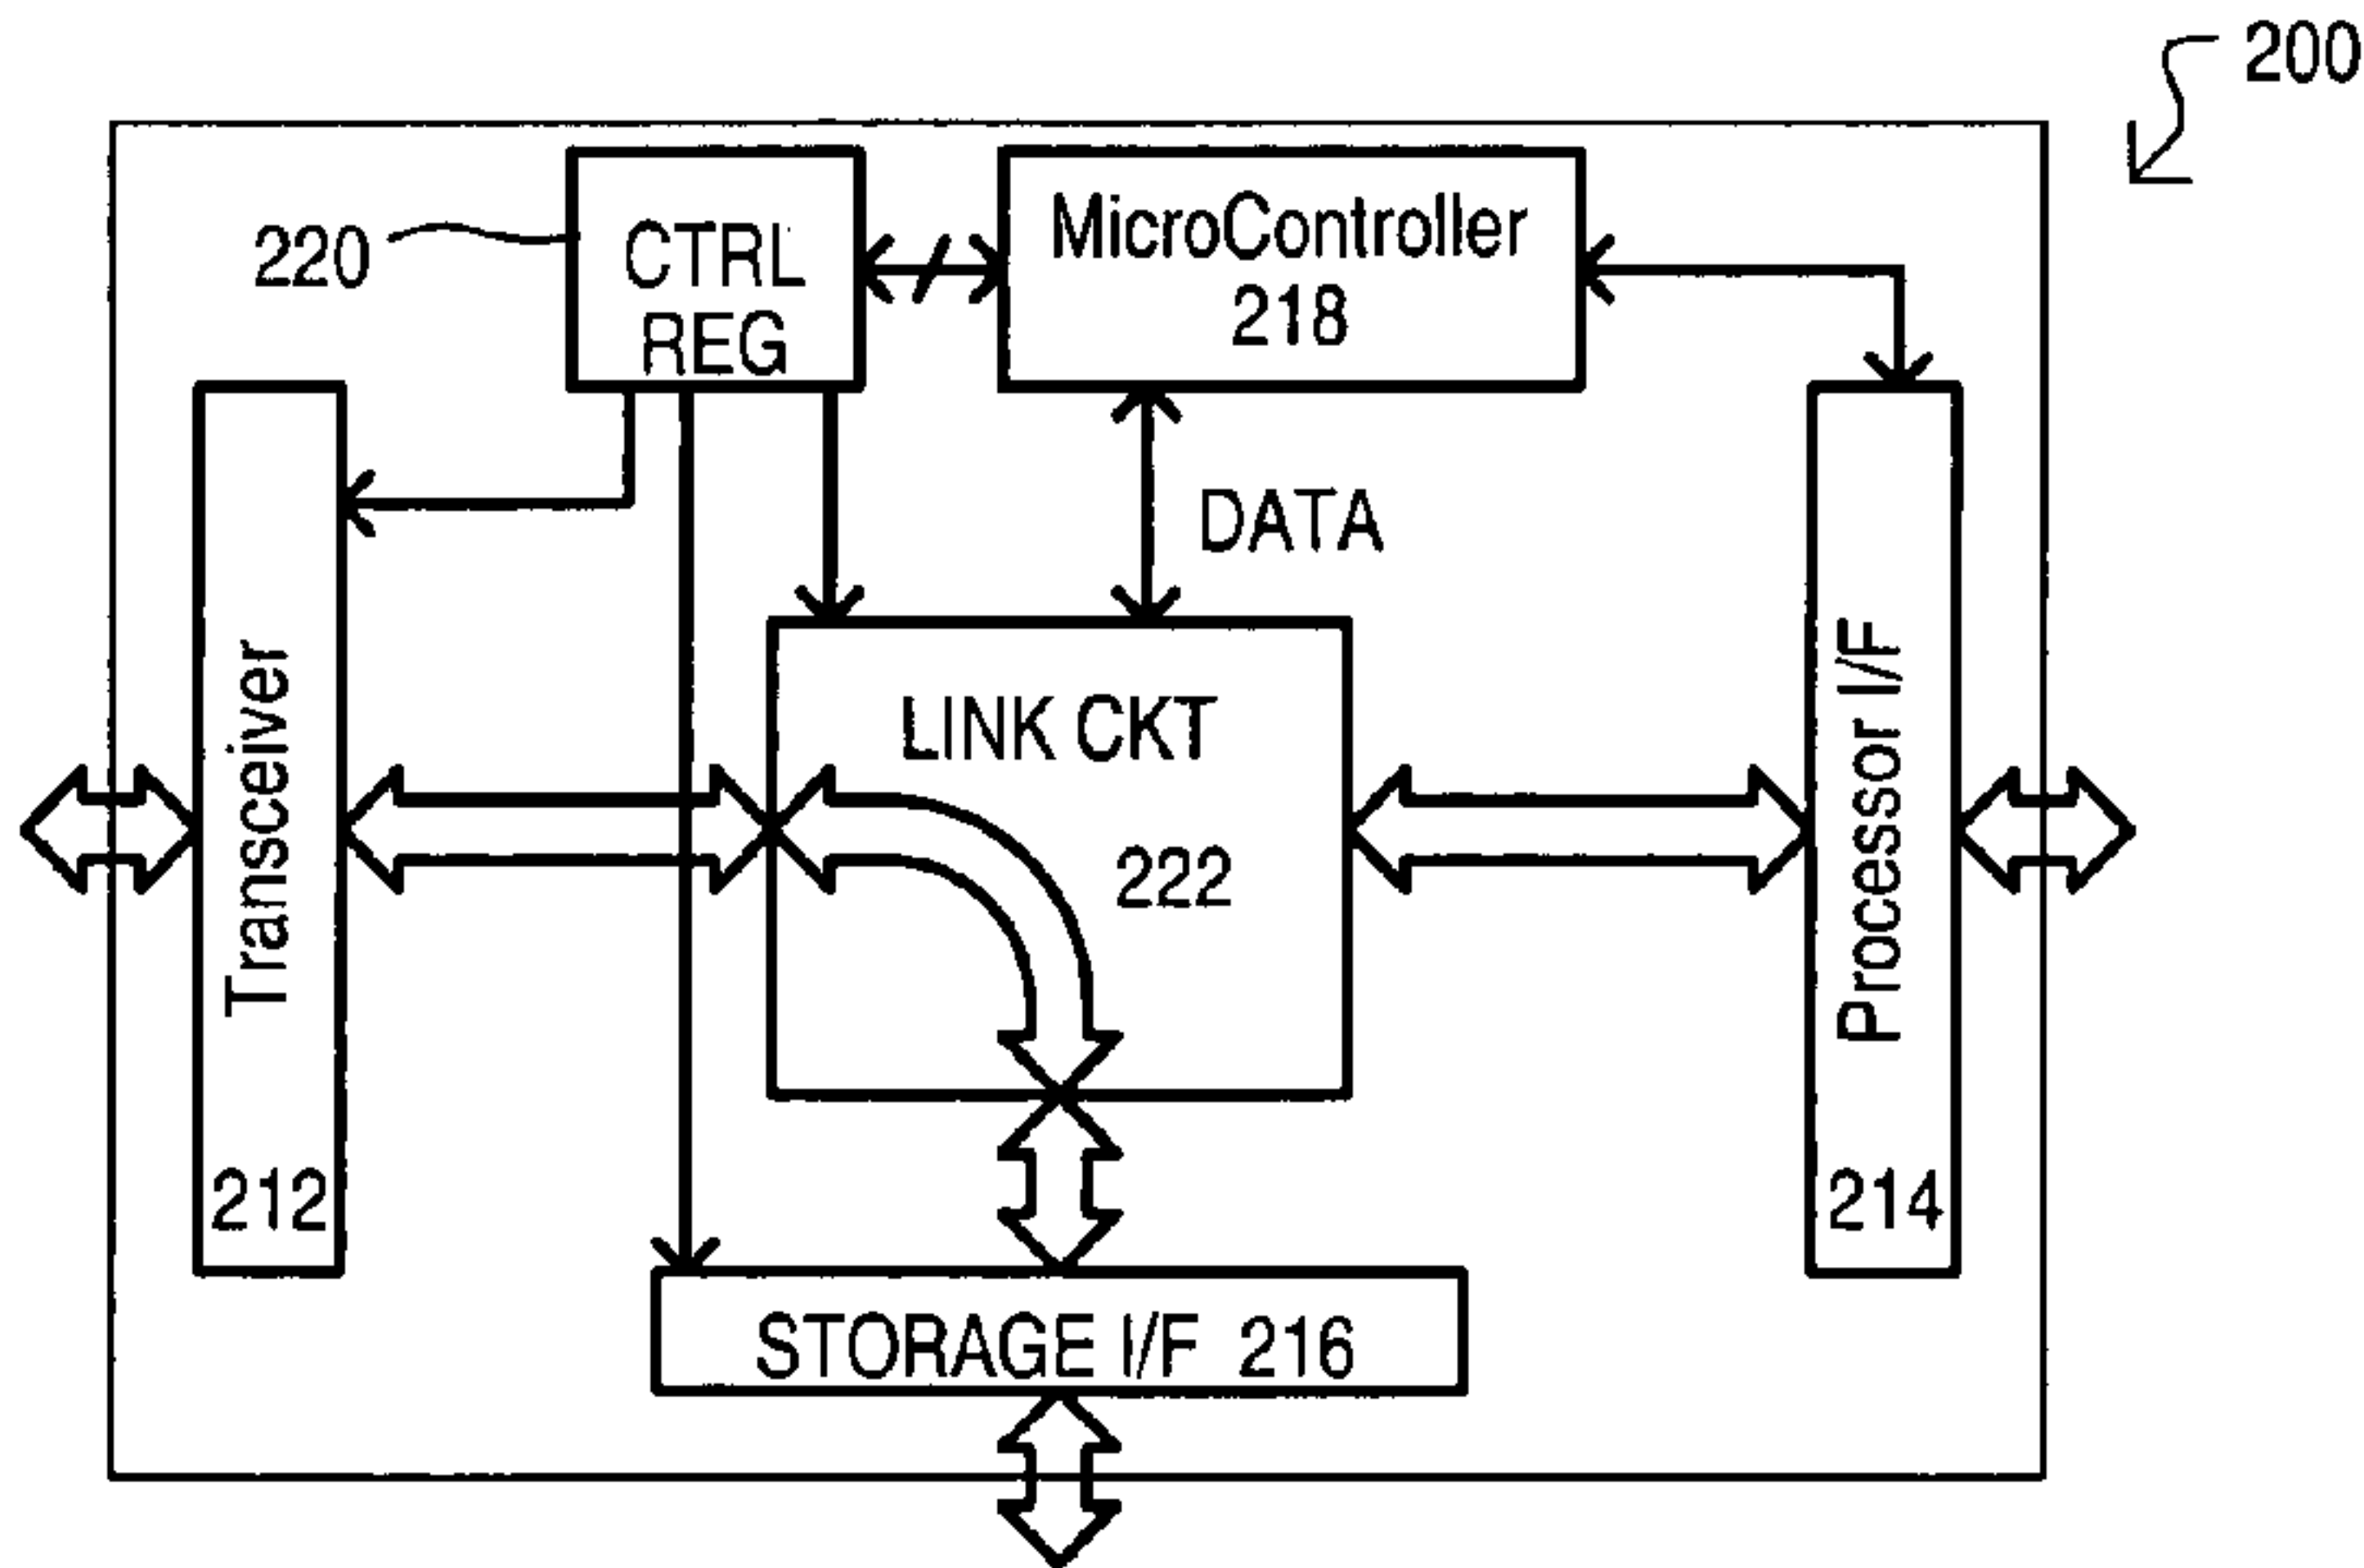 200
220
CTRL
REG
MicroController
218
DATA
Transceiver
212
LINK CKT
222
Processor I/F
214
STORAGE I/F 216